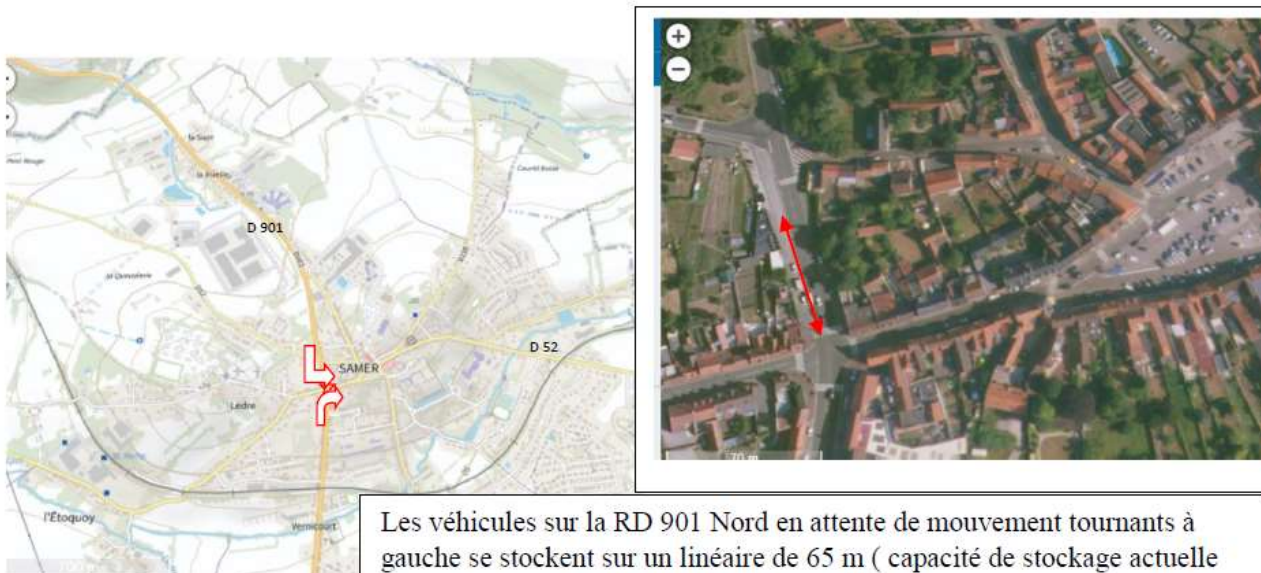 D 901
D 52
SAMER
Ledre
l'Étoquoy
Vernicourt
+
−
70 m
Les véhicules sur la RD 901 Nord en attente de mouvement tournants à
gauche se stockent sur un linéaire de 65 m ( capacité de stockage actuelle